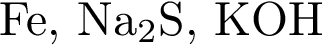 Fe, Na₂S, KOH